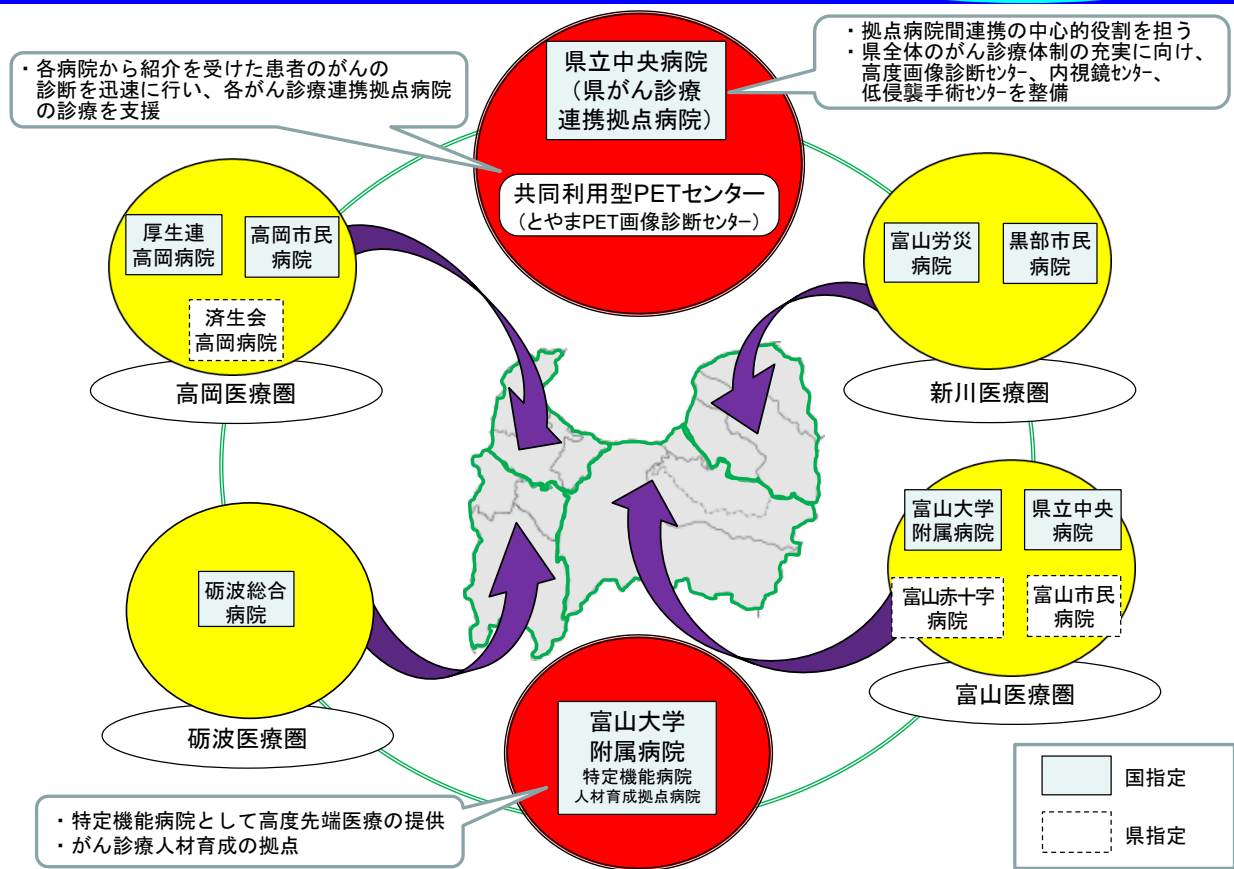 ・各病院から紹介を受けた患者のがんの
診断を迅速に行い、各がん診療連携拠点病院
の診療を支援
県立中央病院
（県がん診療
連携拠点病院）
共同利用型PETセンター
（とやまPET画像診断センター）
・拠点病院間連携の中心的役割を担う
・県全体のがん診療体制の充実に向け、
高度画像診断センター、内視鏡センター、
低侵襲手術センターを整備
厚生連
高岡病院
高岡市民
病院
済生会
高岡病院
高岡医療圏
富山労災
病院
黒部市民
病院
新川医療圏
砺波総合
病院
砺波医療圏
富山大学
附属病院
県立中央
病院
富山赤十字
病院
富山市民
病院
富山医療圏
富山大学
附属病院
特定機能病院
人材育成拠点病院
・特定機能病院として高度先端医療の提供
・がん診療人材育成の拠点
国指定
県指定